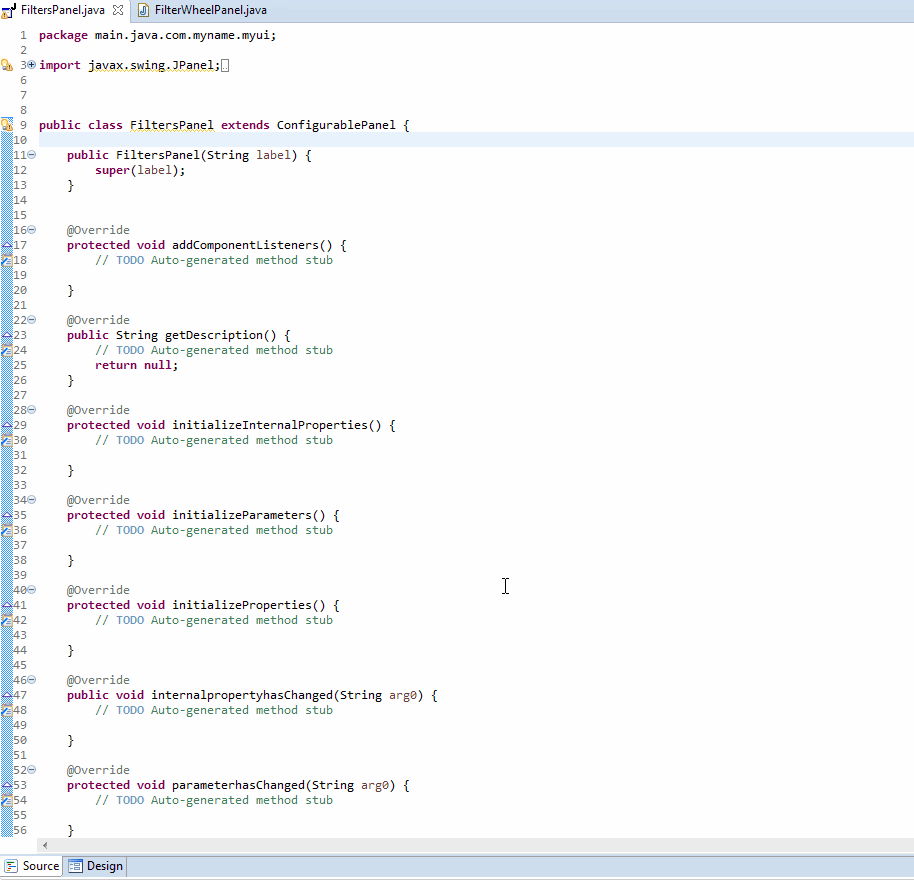 FiltersPanel.java FilterWheelPanel.java
1 package main.java.com.myname.myui;
2
3 import javax.swing.JPanel;
6
7
8
9 public class FiltersPanel extends ConfigurablePanel {
10
11 public FiltersPanel(String label) {
12 super(label);
13 }
14
15
16 @Override
17 protected void addComponentListeners() {
18 // TODO Auto-generated method stub
19
20 }
21
22 @Override
23 public String getDescription() {
24 // TODO Auto-generated method stub
25 return null;
26 }
27
28 @Override
29 protected void initializeInternalProperties() {
30 // TODO Auto-generated method stub
31
32 }
33
34 @Override
35 protected void initializeParameters() {
36 // TODO Auto-generated method stub
37
38 }
39
40 @Override
41 protected void initializeProperties() {
42 // TODO Auto-generated method stub
43
44 }
45
46 @Override
47 public void internalpropertyhasChanged(String arg0) {
48 // TODO Auto-generated method stub
49
50 }
51
52 @Override
53 protected void parameterhasChanged(String arg0) {
54 // TODO Auto-generated method stub
55
56 }
Source Design